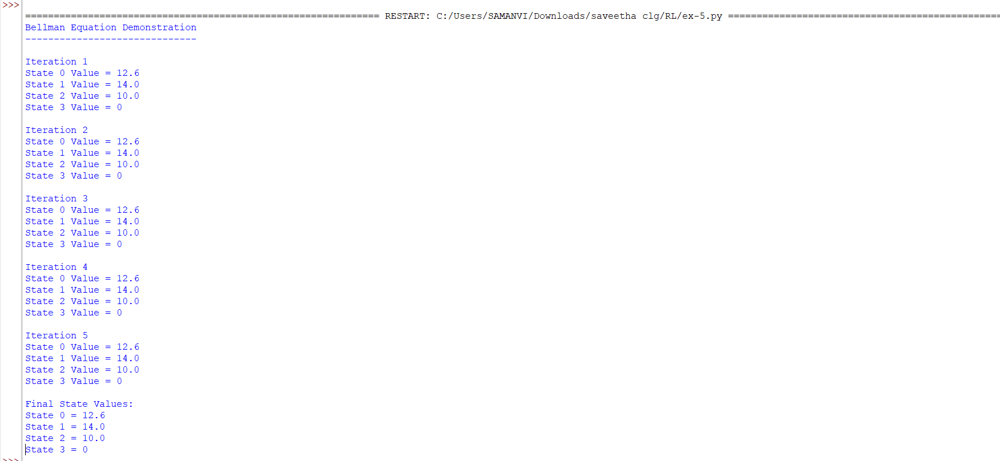 >>>
============================================================== RESTART: C:/Users/SAMANVI/Downloads/saveetha clg/RL/ex-5.py ================================================
Bellman Equation Demonstration
------------------------------
Iteration 1
State 0 Value = 12.6
State 1 Value = 14.0
State 2 Value = 10.0
State 3 Value = 0
Iteration 2
State 0 Value = 12.6
State 1 Value = 14.0
State 2 Value = 10.0
State 3 Value = 0
Iteration 3
State 0 Value = 12.6
State 1 Value = 14.0
State 2 Value = 10.0
State 3 Value = 0
Iteration 4
State 0 Value = 12.6
State 1 Value = 14.0
State 2 Value = 10.0
State 3 Value = 0
Iteration 5
State 0 Value = 12.6
State 1 Value = 14.0
State 2 Value = 10.0
State 3 Value = 0
Final State Values:
State 0 = 12.6
State 1 = 14.0
State 2 = 10.0
State 3 = 0
>>>